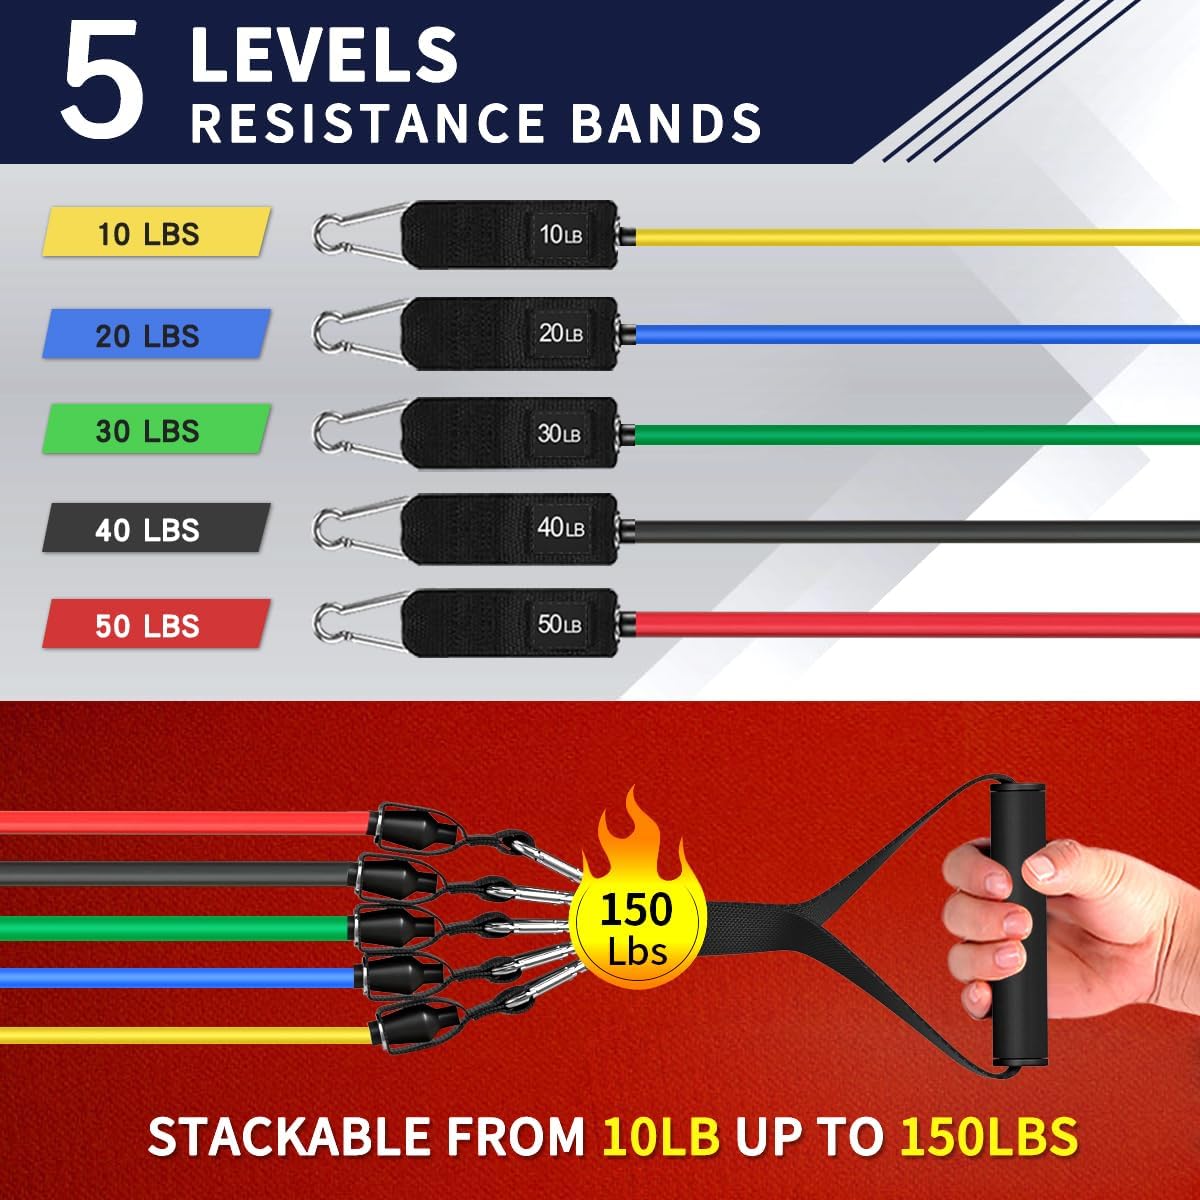 5 LEVELS
RESISTANCE BANDS
10 LBS
10LB
20 LBS
20LB
30 LBS
30LB
40 LBS
40LB
50 LBS
50LB
150
Lbs
STACKABLE FROM 10LB UP TO 150LBS